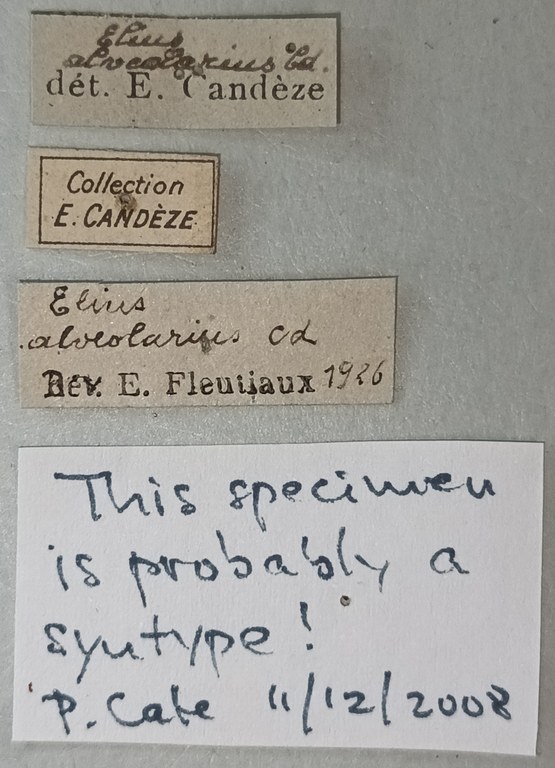 Elius
alveolarius Cd.
dét. E. Candèze
Collection
E. CANDÈZE
Elius
alveolarius Cd
Rev. E. Fleutiaux 1926
This specimen
is probably a
syntype!
P. Cate 11/12/2008